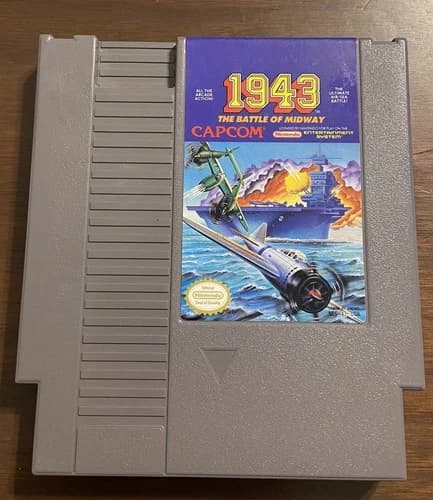 ALL THE
ARCADE
ACTION!
1943
THE BATTLE OF MIDWAY
THE
ULTIMATE
AIR-SEA
BATTLE!
CAPCOM
LICENSED BY NINTENDO FOR PLAY ON THE
Nintendo
ENTERTAINMENT
SYSTEM
Official
Nintendo
Seal of Quality